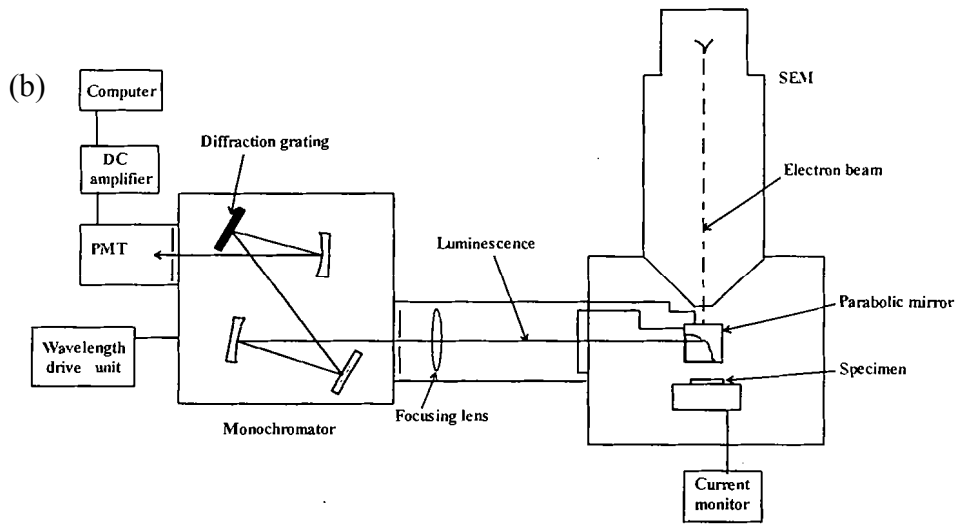 (b)
Computer
DC
amplifier
PMT
Wavelength
drive unit
Diffraction grating
Monochromator
Luminescence
Focusing lens
SEM
Electron beam
Parabolic mirror
Specimen
Current
monitor